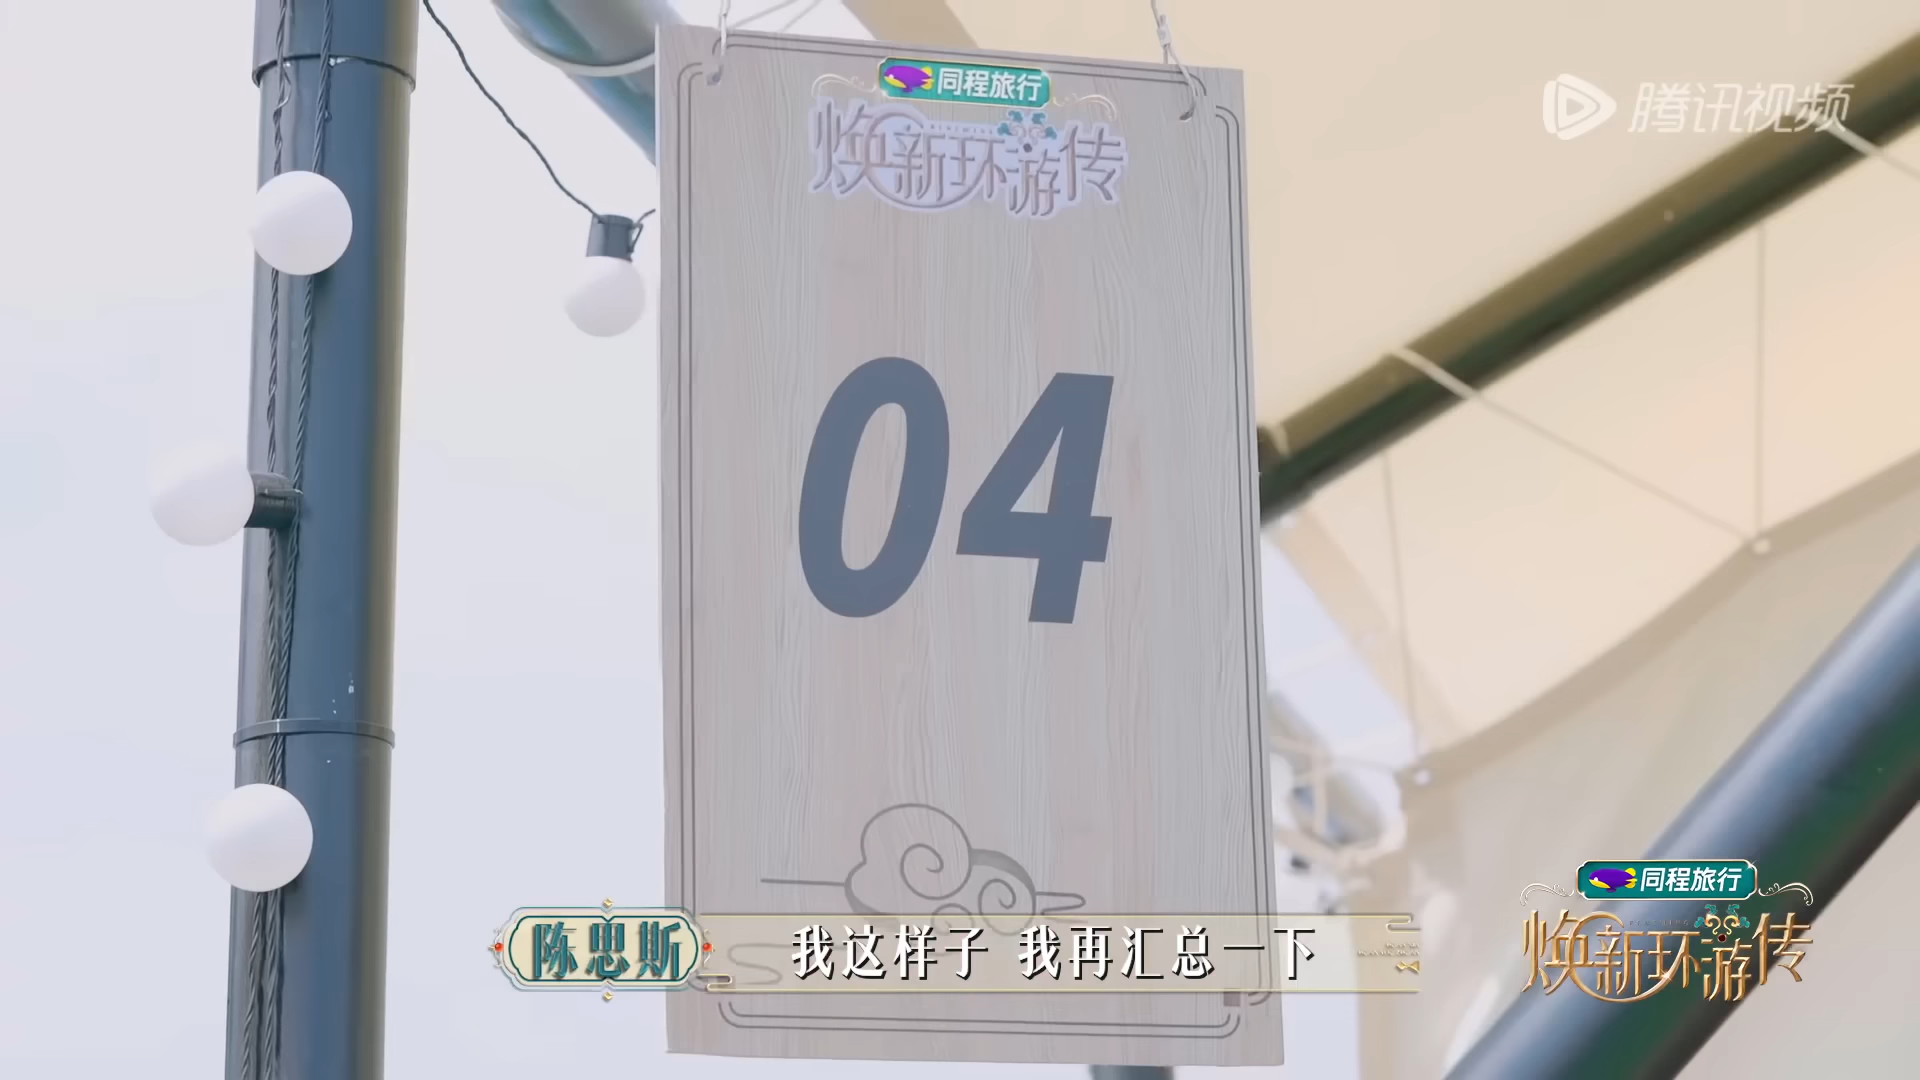 同程旅行
焕新环游传
腾讯视频
04
陈思斯
我这样子 我再汇总一下
同程旅行
焕新环游传